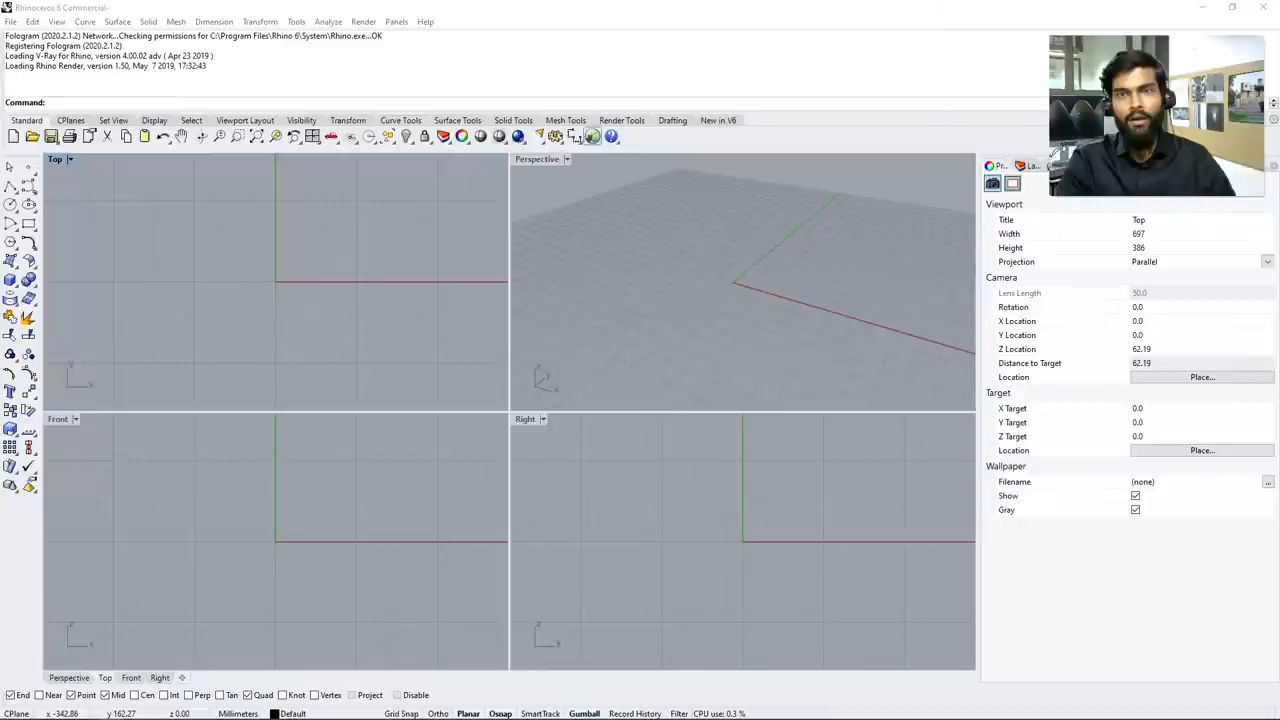 Rhinoceros 6 Commercial-
File Edit View Curve Surface Solid Mesh Dimension Transform Tools Analyze Render Panels Help
Fologram (2020.2.1.2) Network...Checking permissions for C:\Program Files\Rhino 6\System\Rhino.exe...OK
Registering Fologram (2020.2.1.2)
Loading V-Ray for Rhino, version 4.00.02 adv ( Apr 23 2019 )
Loading Rhino Render, version 1.50, May 7 2019, 17:32:43
Command:
Standard CPlanes Set View Display Select Viewport Layout Visibility Transform Curve Tools Surface Tools Solid Tools Mesh Tools Render Tools Drafting New in V6
Top
Perspective
Pr... La...
Viewport
Title Top
Width 697
Height 386
Projection Parallel
Camera
Lens Length 50.0
Rotation 0.0
X Location 0.0
Y Location 0.0
Z Location 62.19
Distance to Target 62.19
Location Place...
Target
X Target 0.0
Y Target 0.0
Z Target 0.0
Location Place...
Wallpaper
Filename (none) ...
Show
Gray
y x
z y x
Front
Right
z x
z y
Perspective Top Front Right
End Near Point Mid Cen Int Perp Tan Quad Knot Vertex Project Disable
CPlane x -342.86 y 162.27 z 0.00 Millimeters Default Grid Snap Ortho Planar Osnap SmartTrack Gumball Record History Filter CPU use: 0.3 %